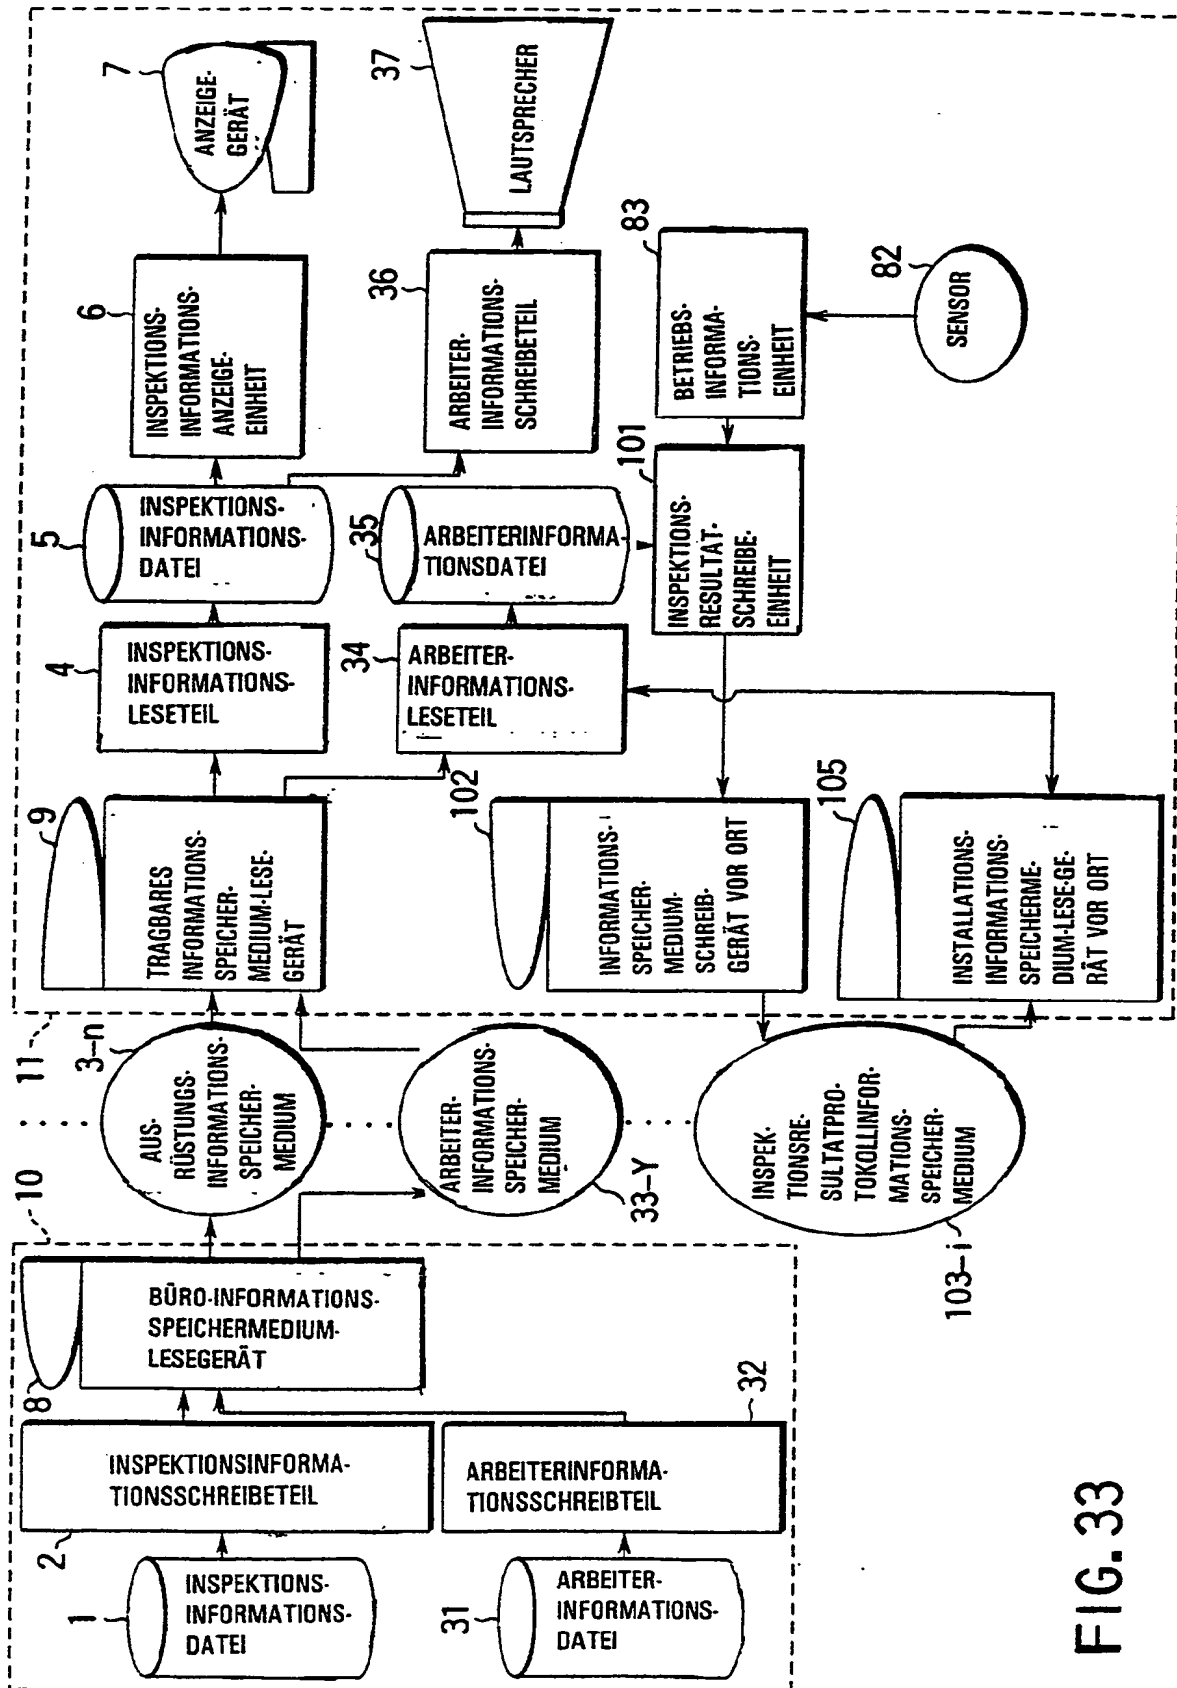 10
1
INSPEKTIONS-
INFORMATIONS-
DATEI
2
INSPEKTIONSINFORMA-
TIONSSCHREIBETEIL
8
BÜRO-INFORMATIONS-
SPEICHERMEDIUM-
LESEGERÄT
31
ARBEITER-
INFORMATIONS-
DATEI
32
ARBEITERINFORMA-
TIONSSCHREIBTEIL
3-n
AUS-
RÜSTUNGS-
INFORMATIONS-
SPEICHER-
MEDIUM
33-Y
ARBEITER-
INFORMATIONS-
SPEICHER-
MEDIUM
103-i
INSPEK-
TIONSRE-
SULTATPRO-
TOKOLLINFOR-
MATIONS-
SPEICHER-
MEDIUM
11
9
TRAGBARES
INFORMATIONS-
SPEICHER-
MEDIUM-LESE-
GERÄT
4
INSPEKTIONS-
INFORMATIONS-
LESETEIL
5
INSPEKTIONS-
INFORMATIONS-
DATEI
6
INSPEKTIONS-
INFORMATIONS-
ANZEIGE-
EINHEIT
7
ANZEIGE-
GERÄT
34
ARBEITER-
INFORMATIONS-
LESETEIL
35
ARBEITERINFORMA-
TIONSDATEI
36
ARBEITER-
INFORMATIONS-
SCHREIBETEIL
37
LAUTSPRECHER
102
INFORMATIONS-
SPEICHER-
MEDIUM-
SCHREIB-
GERÄT VOR ORT
101
INSPEKTIONS-
RESULTAT-
SCHREIBE-
EINHEIT
83
BETRIEBS-
INFORMA-
TIONS-
EINHEIT
82
SENSOR
105
INSTALLATIONS-
INFORMATIONS-
SPEICHERME-
DIUM-LESE-GE-
RÄT VOR ORT
FIG. 33